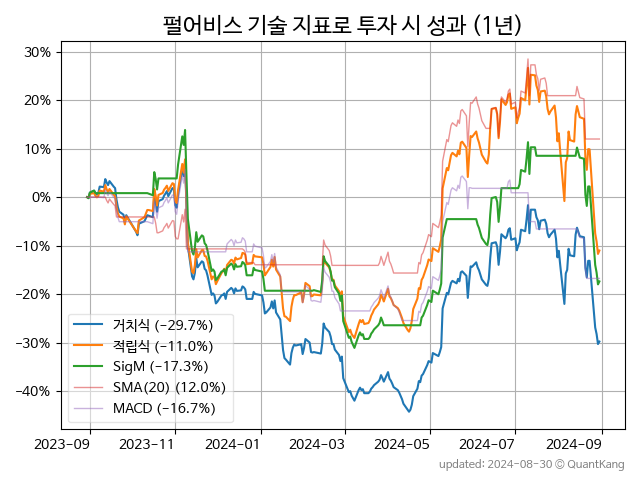 펄어비스 기술 지표로 투자 시 성과 (1년)
30%
20%
10%
0%
−10%
−20%
−30%
−40%
거치식 (−29.7%)
적립식 (−11.0%)
SigM (−17.3%)
SMA(20) (12.0%)
MACD (−16.7%)
2023-09 2023-11 2024-01 2024-03 2024-05 2024-07 2024-09
updated: 2024-08-30 © QuantKang